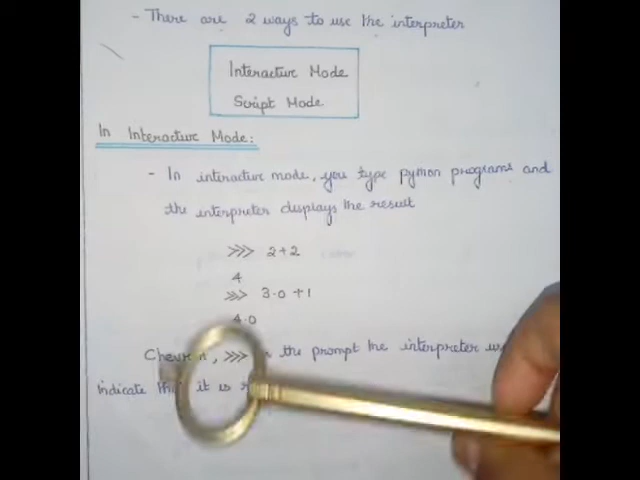 - There are 2 ways to use the interpreter
Interactive Mode
Script Mode
In Interactive Mode:
- In interactive mode, you type python programs and
the interpreter displays the result
>>> 2+2
4
>>> 3.0 +1
4.0
>>> the prompt the interpreter
indicate it is